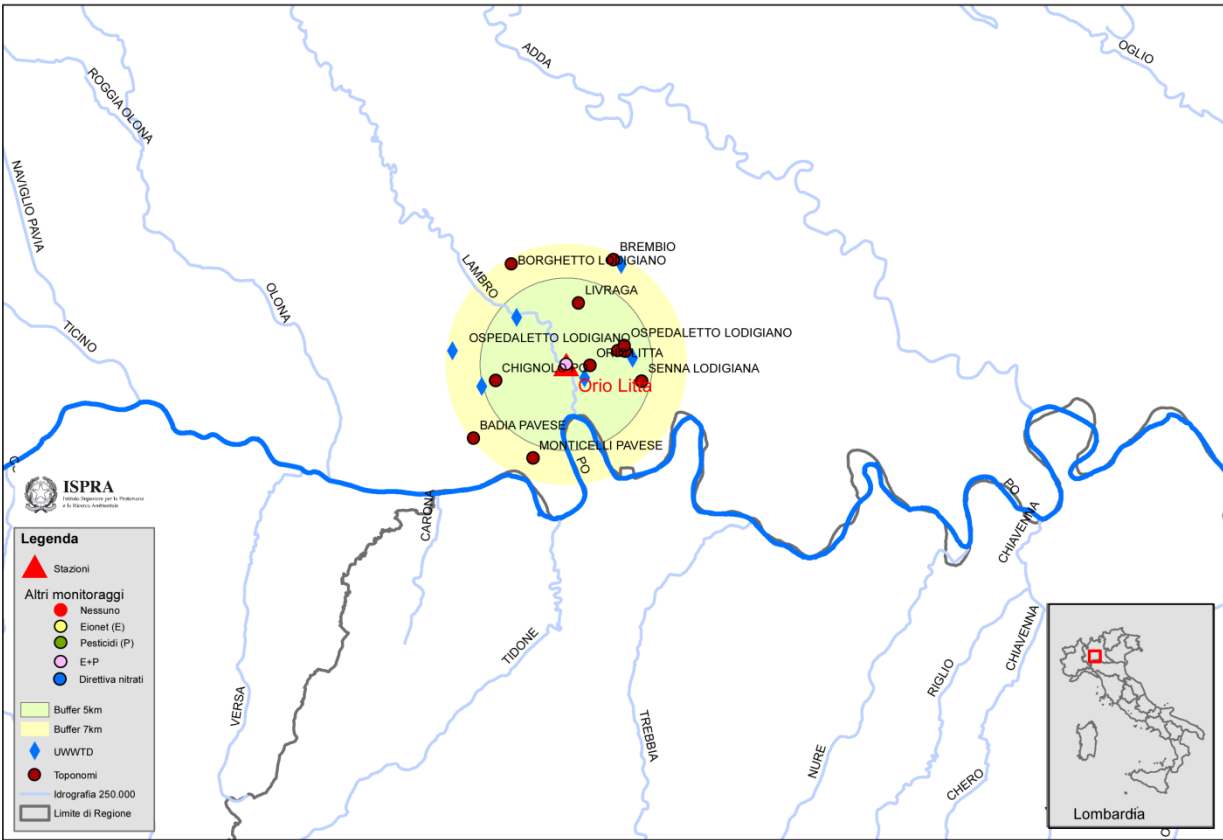 ADDA
OGLIO
ROGGIA OLONA
NAVIGLIO PAVIA
BREMBIO
BORGHETTO LODIGIANO
LAMBRO
OLONA
LIVRAGA
TICINO
OSPEDALETTO LODIGIANO
OSPEDALETTO LODIGIANO
ORIO LITTA
CHIGNOLO PO
SENNA LODIGIANA
Orio Litta
BADIA PAVESE
MONTICELLI PAVESE
PO
PO
CARONA
CHIAVENNA
ISPRA
Istituto Superiore per la Protezione
e la Ricerca Ambientale
Legenda
Stazioni
Altri monitoraggi
Nessuno
Eionet (E)
Pesticidi (P)
E+P
Direttiva nitrati
Buffer 5km
Buffer 7km
UWWTD
Toponomi
Idrografia 250.000
Limite di Regione
VERSA
TIDONE
TREBBIA
NURE
RIGLIO
CHIAVENNA
CHERO
Lombardia